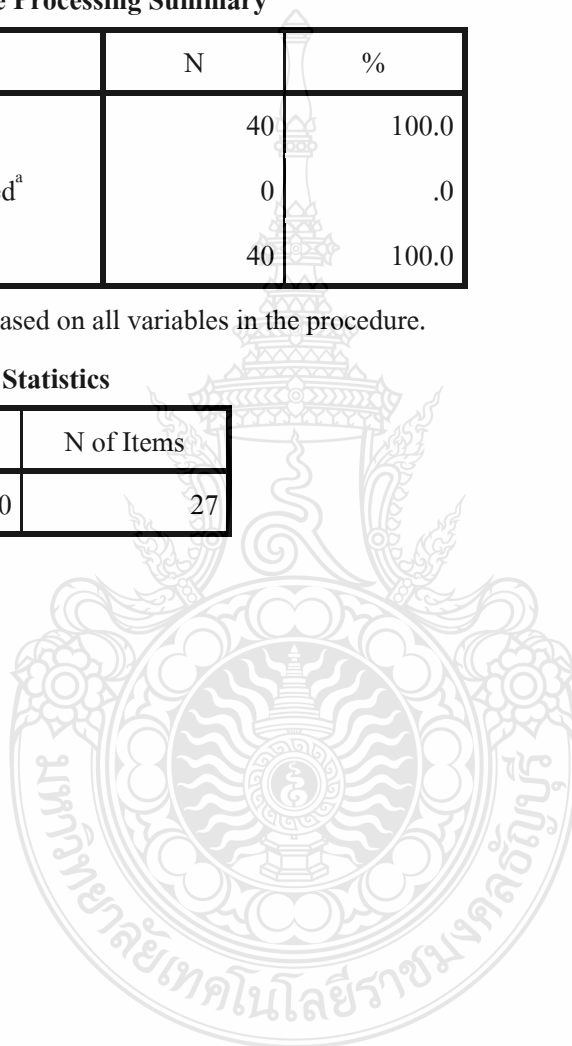 e Processing Summary
N %
40 100.0
ed^a 0 .0
40 100.0
ased on all variables in the procedure.
Statistics
N of Items
0 27
มหาวิทยาลัยเทคโนโลยีราชมงคลธัญบุรี